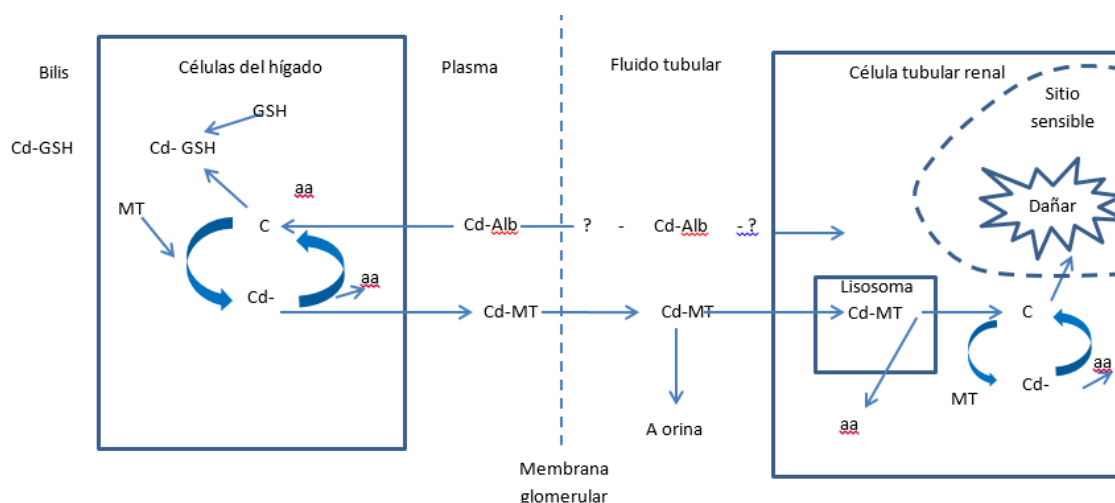 Bilis
Células del hígado
Plasma
Fluido tubular
Célula tubular renal
Sitio
sensible
GSH
Cd-GSH
Cd- GSH
aa
MT
C
Cd-Alb
?
-
Cd-Alb
- ?
Dañar
Cd-
aa
Cd-MT
Cd-MT
Lisosoma
Cd-MT
C
MT
Cd-
aa
aa
A orina
Membrana
glomerular